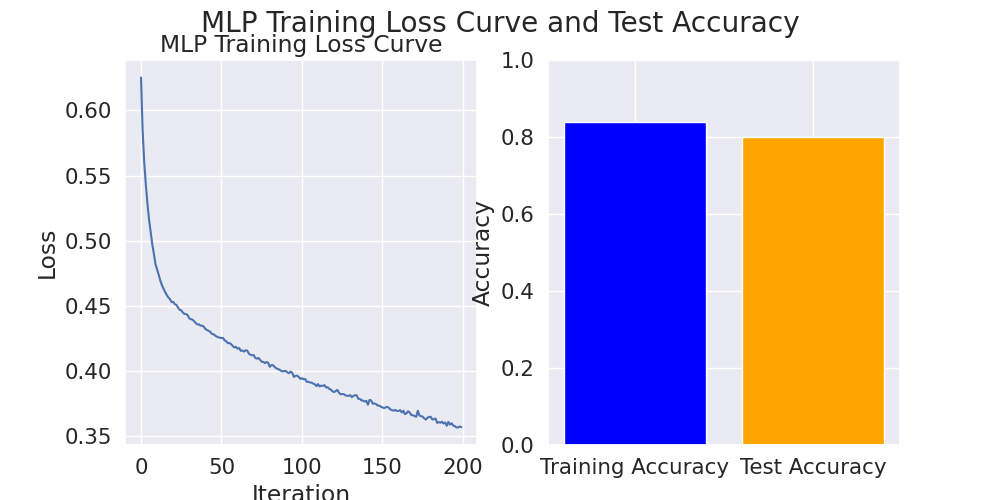 MLP Training Loss Curve and Test Accuracy
MLP Training Loss Curve
Loss
0.60
0.55
0.50
0.45
0.40
0.35
0 50 100 150 200
Iteration
Accuracy
1.0
0.8
0.6
0.4
0.2
0.0
Training Accuracy Test Accuracy